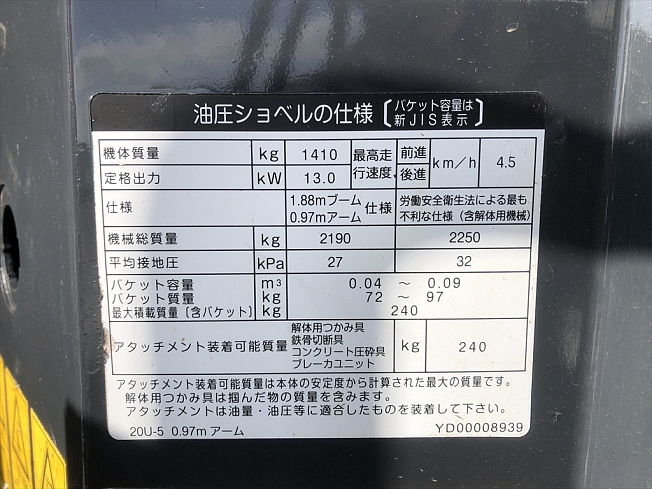 油圧ショベルの仕様〔バケット容量は
新JIS表示〕
機体質量 kg 1410 最高走行速度 前進 後進 km/h 4.5
定格出力 kW 13.0
仕様 1.88mブーム 0.97mアーム 仕様 労働安全衛生法による最も
不利な仕様（含解体用機械）
機械総質量 kg 2190 2250
平均接地圧 kPa 27 32
バケット容量 m³ 0.04 ～ 0.09
バケット質量 kg 72 ～ 97
最大積載質量〔含バケット〕 kg 240
アタッチメント装着可能質量 解体用つかみ具
鉄骨切断具
コンクリート圧砕具
ブレーカユニット
kg 240
アタッチメント装着可能質量は本体の安定度から計算された最大の質量です。
解体用つかみ具は掴んだ物の質量を含みます。
アタッチメントは油量・油圧等に適合したものを装着して下さい。
20U-5 0.97mアーム YD00008939